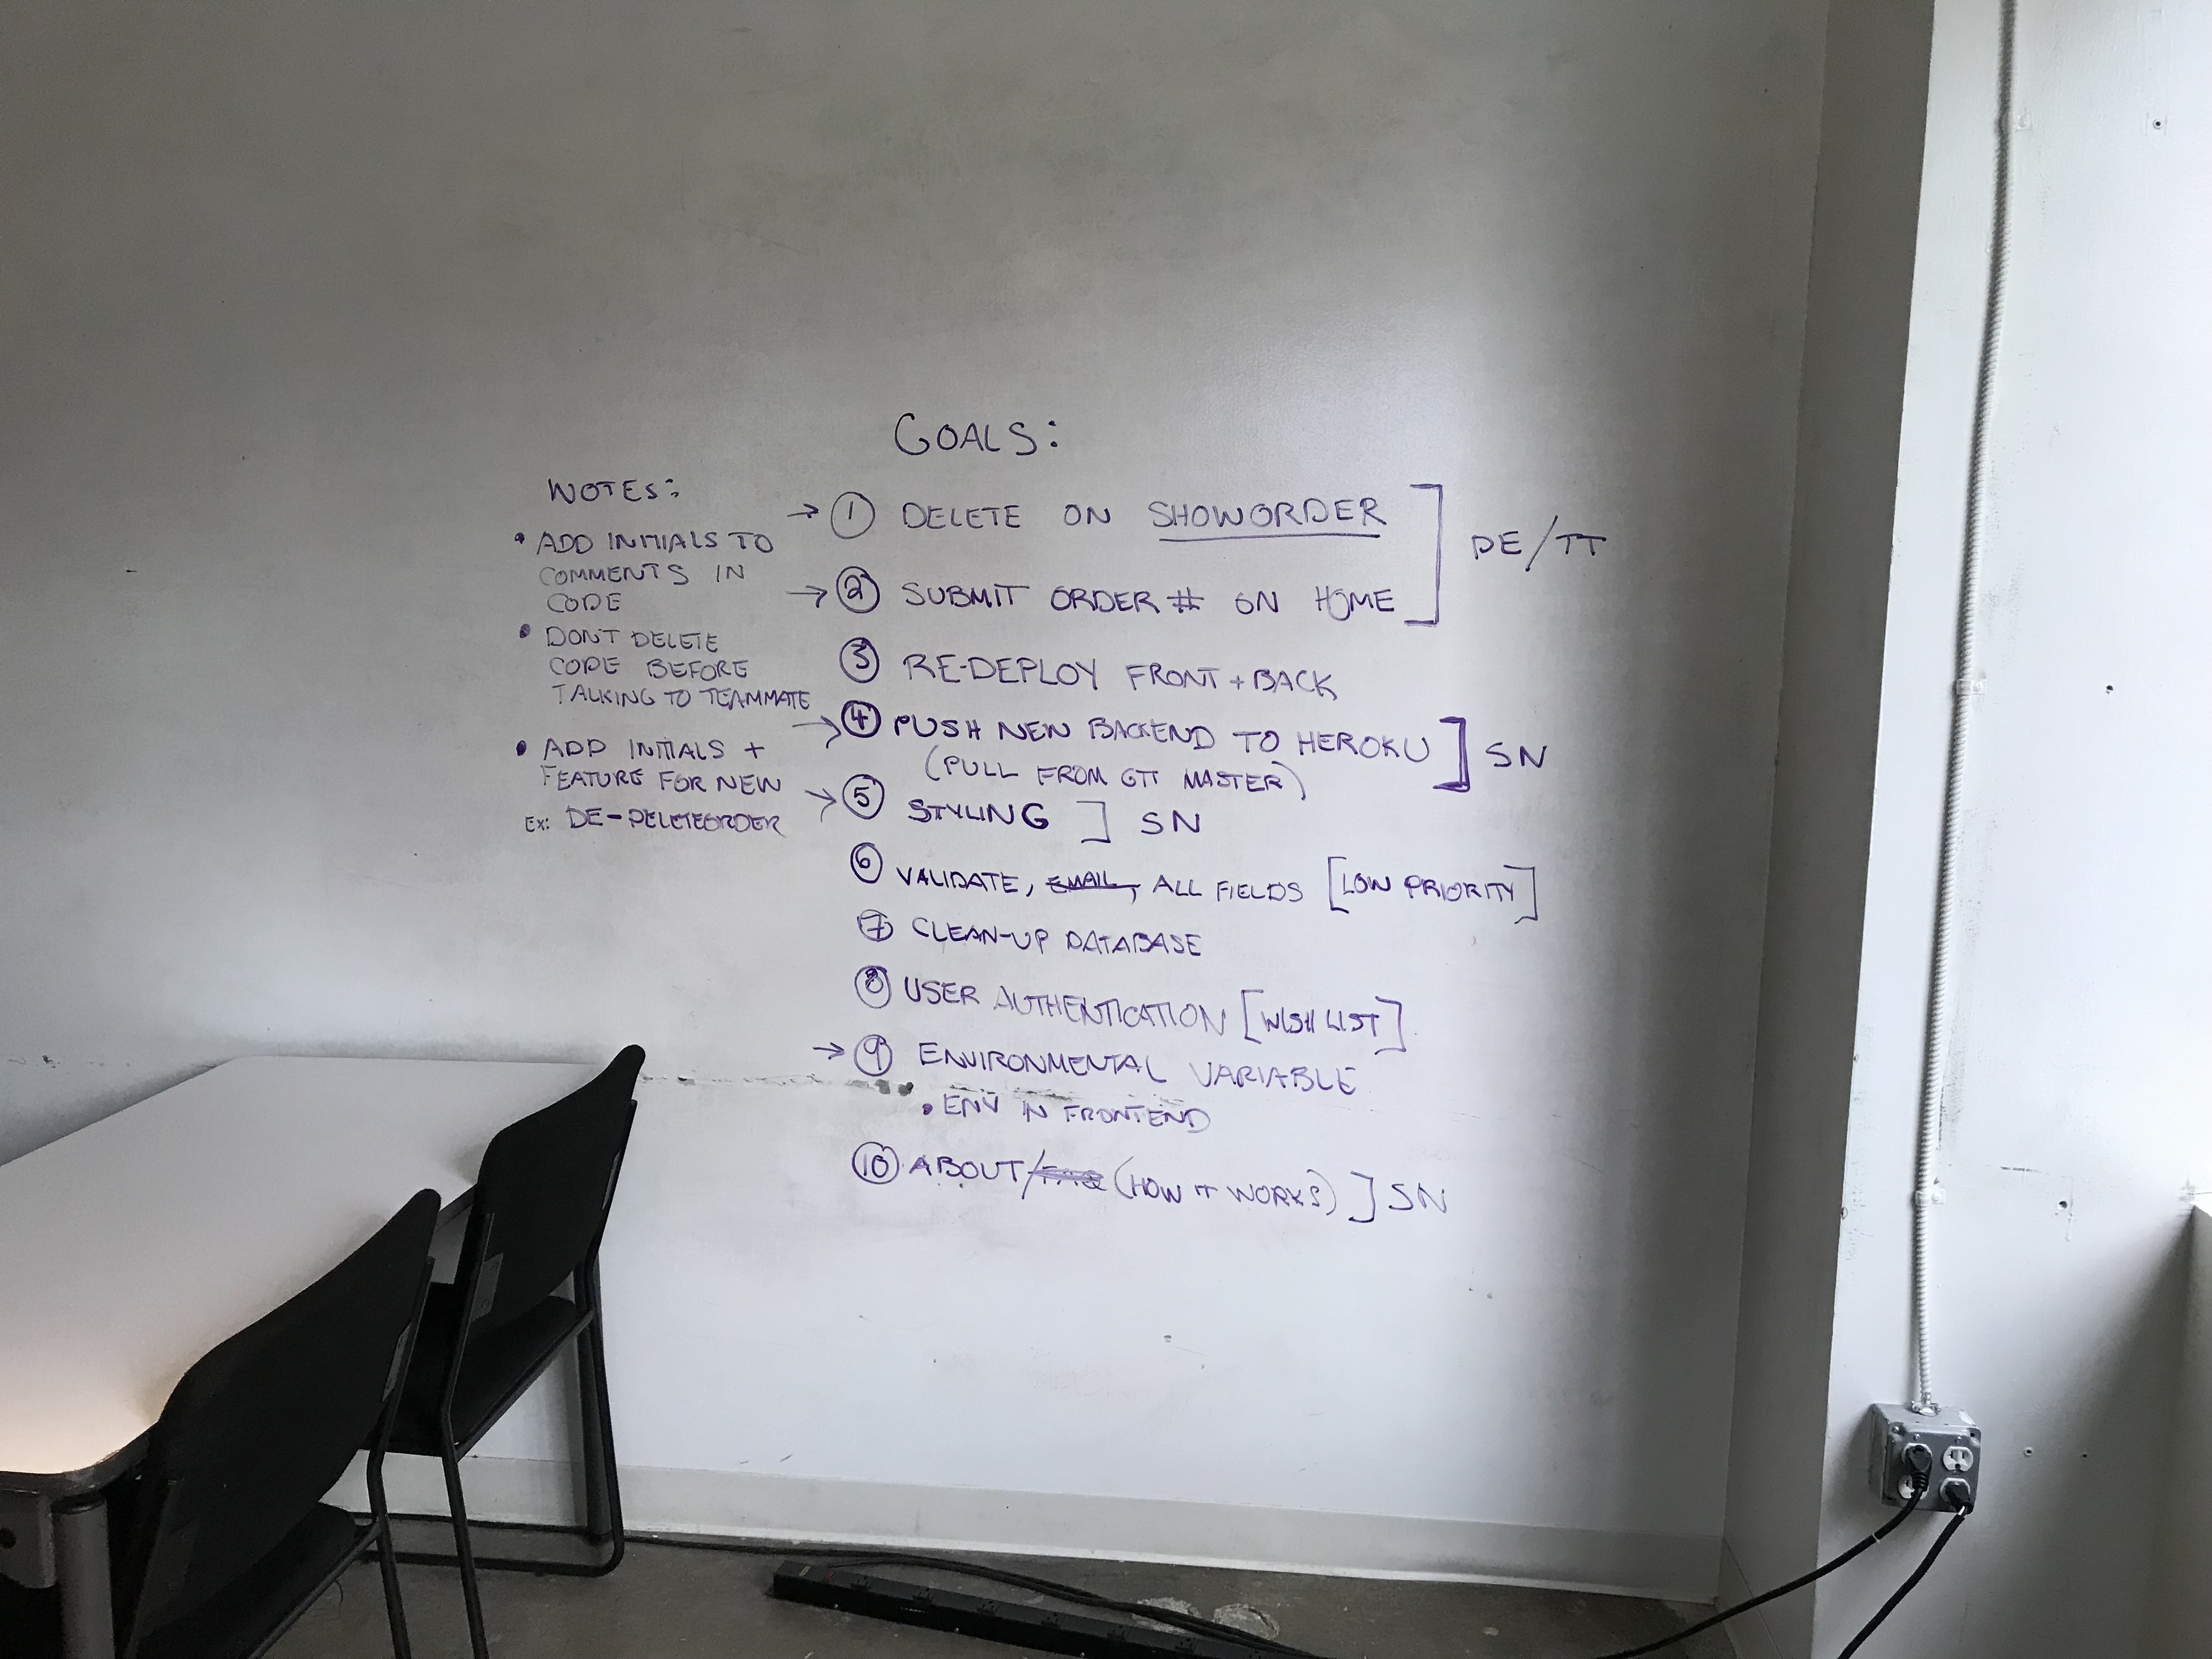 GOALS:
NOTES:
• ADD INITIALS TO
COMMENTS IN
CODE
• DONT DELETE
CODE BEFORE
TALKING TO TEAMMATE
• ADD INITIALS +
FEATURE FOR NEW
EX: DE-DELETEORDER
→ 1 DELETE ON SHOWORDER ] DE/TT
→ 2 SUBMIT ORDER # ON HOME
3 RE-DEPLOY FRONT + BACK
→ 4 PUSH NEW BACKEND TO HEROKU ] SN
(PULL FROM GIT MASTER)
→ 5 STYLING ] SN
6 VALIDATE, EMAIL, ALL FIELDS [LOW PRIORITY]
7 CLEAN-UP DATABASE
8 USER AUTHENTICATION [WISH LIST]
→ 9 ENVIRONMENTAL VARIABLE
• ENV IN FRONTEND
10 ABOUT/FAQ (HOW IT WORKS) ] SN